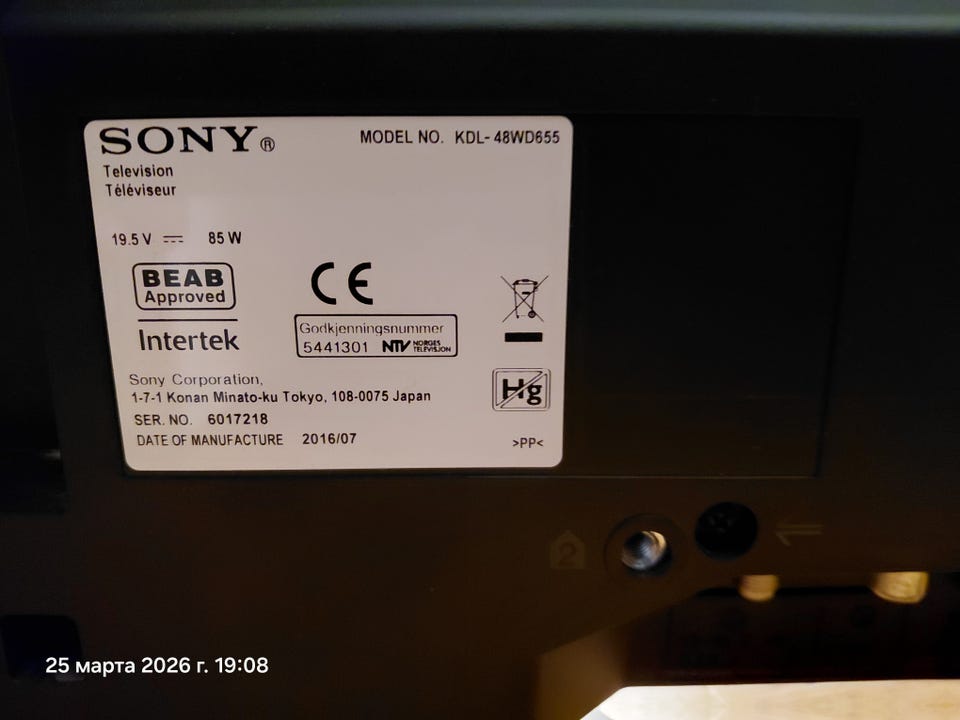 SONY®
MODEL NO. KDL-48WD655
Television
Téléviseur
19.5 V ⎓ 85 W
BEAB
Approved
CE
Intertek
Godkjenningsnummer
5441301 NTV NORGES TELEVISJON
Hg
Sony Corporation,
1-7-1 Konan Minato-ku Tokyo, 108-0075 Japan
SER. NO. 6017218
DATE OF MANUFACTURE 2016/07
>PP<
2
25 марта 2026 г. 19:08